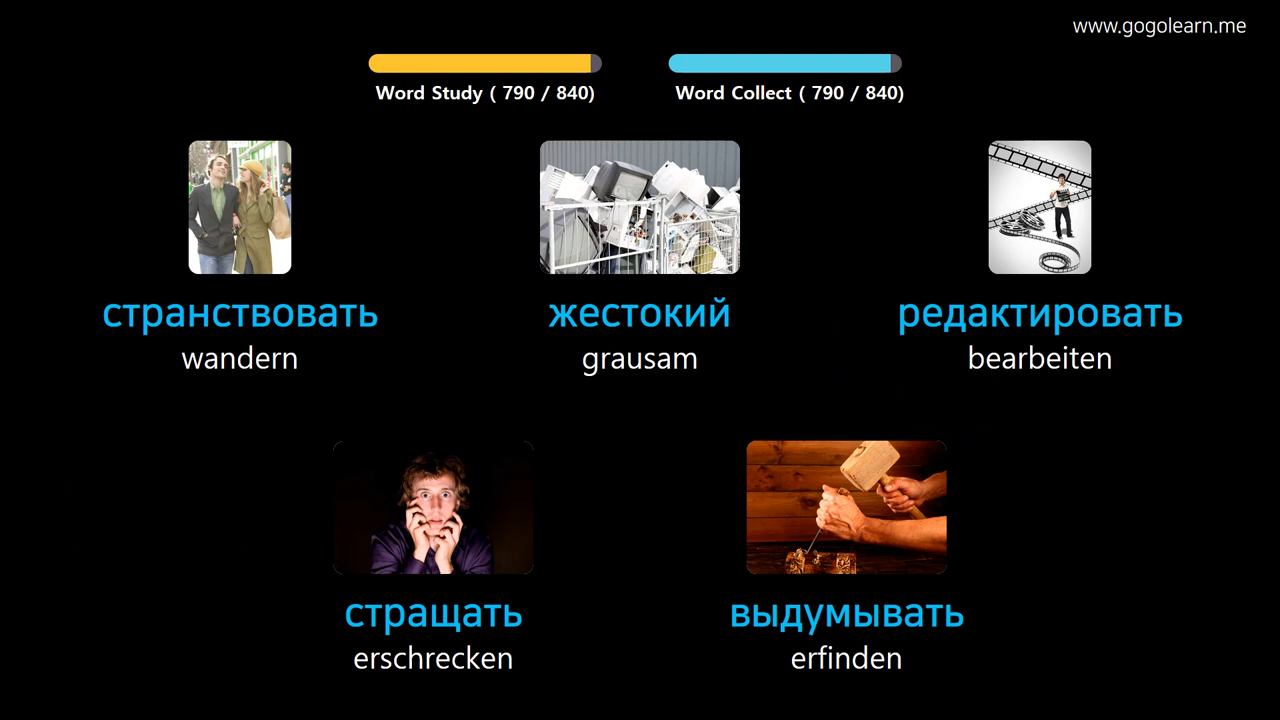 www.gogolearn.me
Word Study ( 790 / 840)
Word Collect ( 790 / 840)
странствовать
wandern
жестокий
grausam
редактировать
bearbeiten
стращать
erschrecken
выдумывать
erfinden